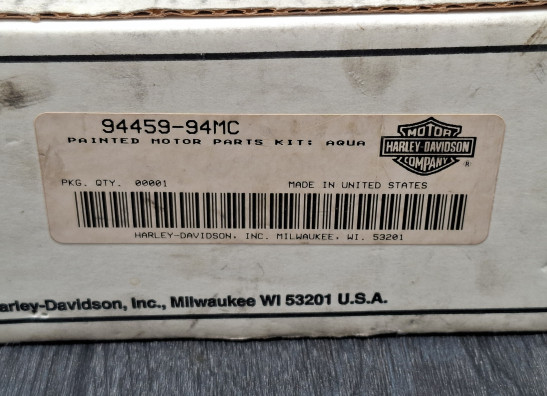 94459-94MC
PAINTED MOTOR PARTS KIT: AQUA
MOTOR
HARLEY-DAVIDSON
COMPANY
®
PKG. QTY. 00001
MADE IN UNITED STATES
HARLEY-DAVIDSON, INC. MILWAUKEE, WI. 53201
arley-Davidson, Inc., Milwaukee WI 53201 U.S.A.